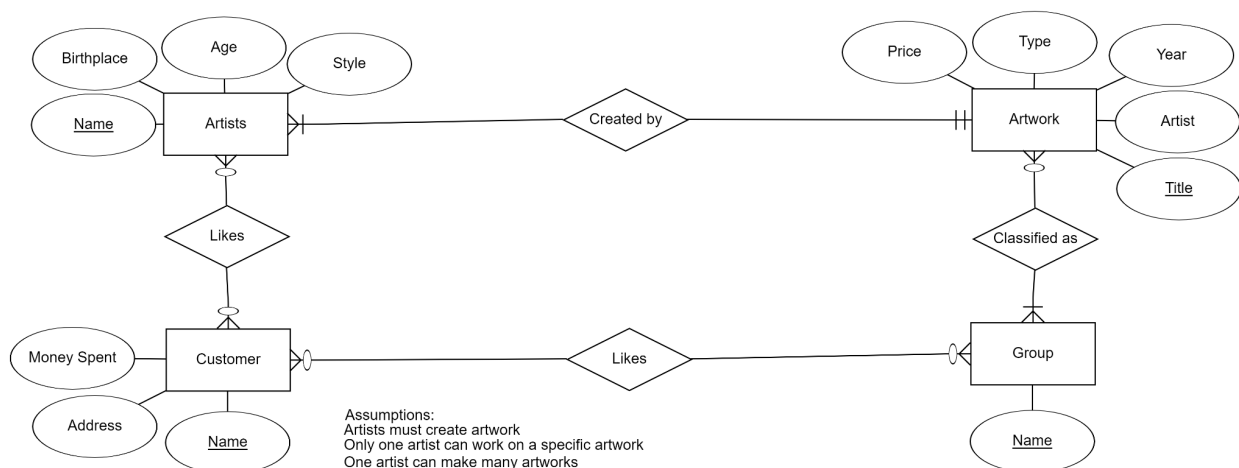 Age
Birthplace
Style
Name
Artists
Created by
Price
Type
Year
Artwork
Artist
Title
Likes
Classified as
Money Spent
Customer
Address
Name
Likes
Group
Name
Assumptions:
Artists must create artwork
Only one artist can work on a specific artwork
One artist can make many artworks